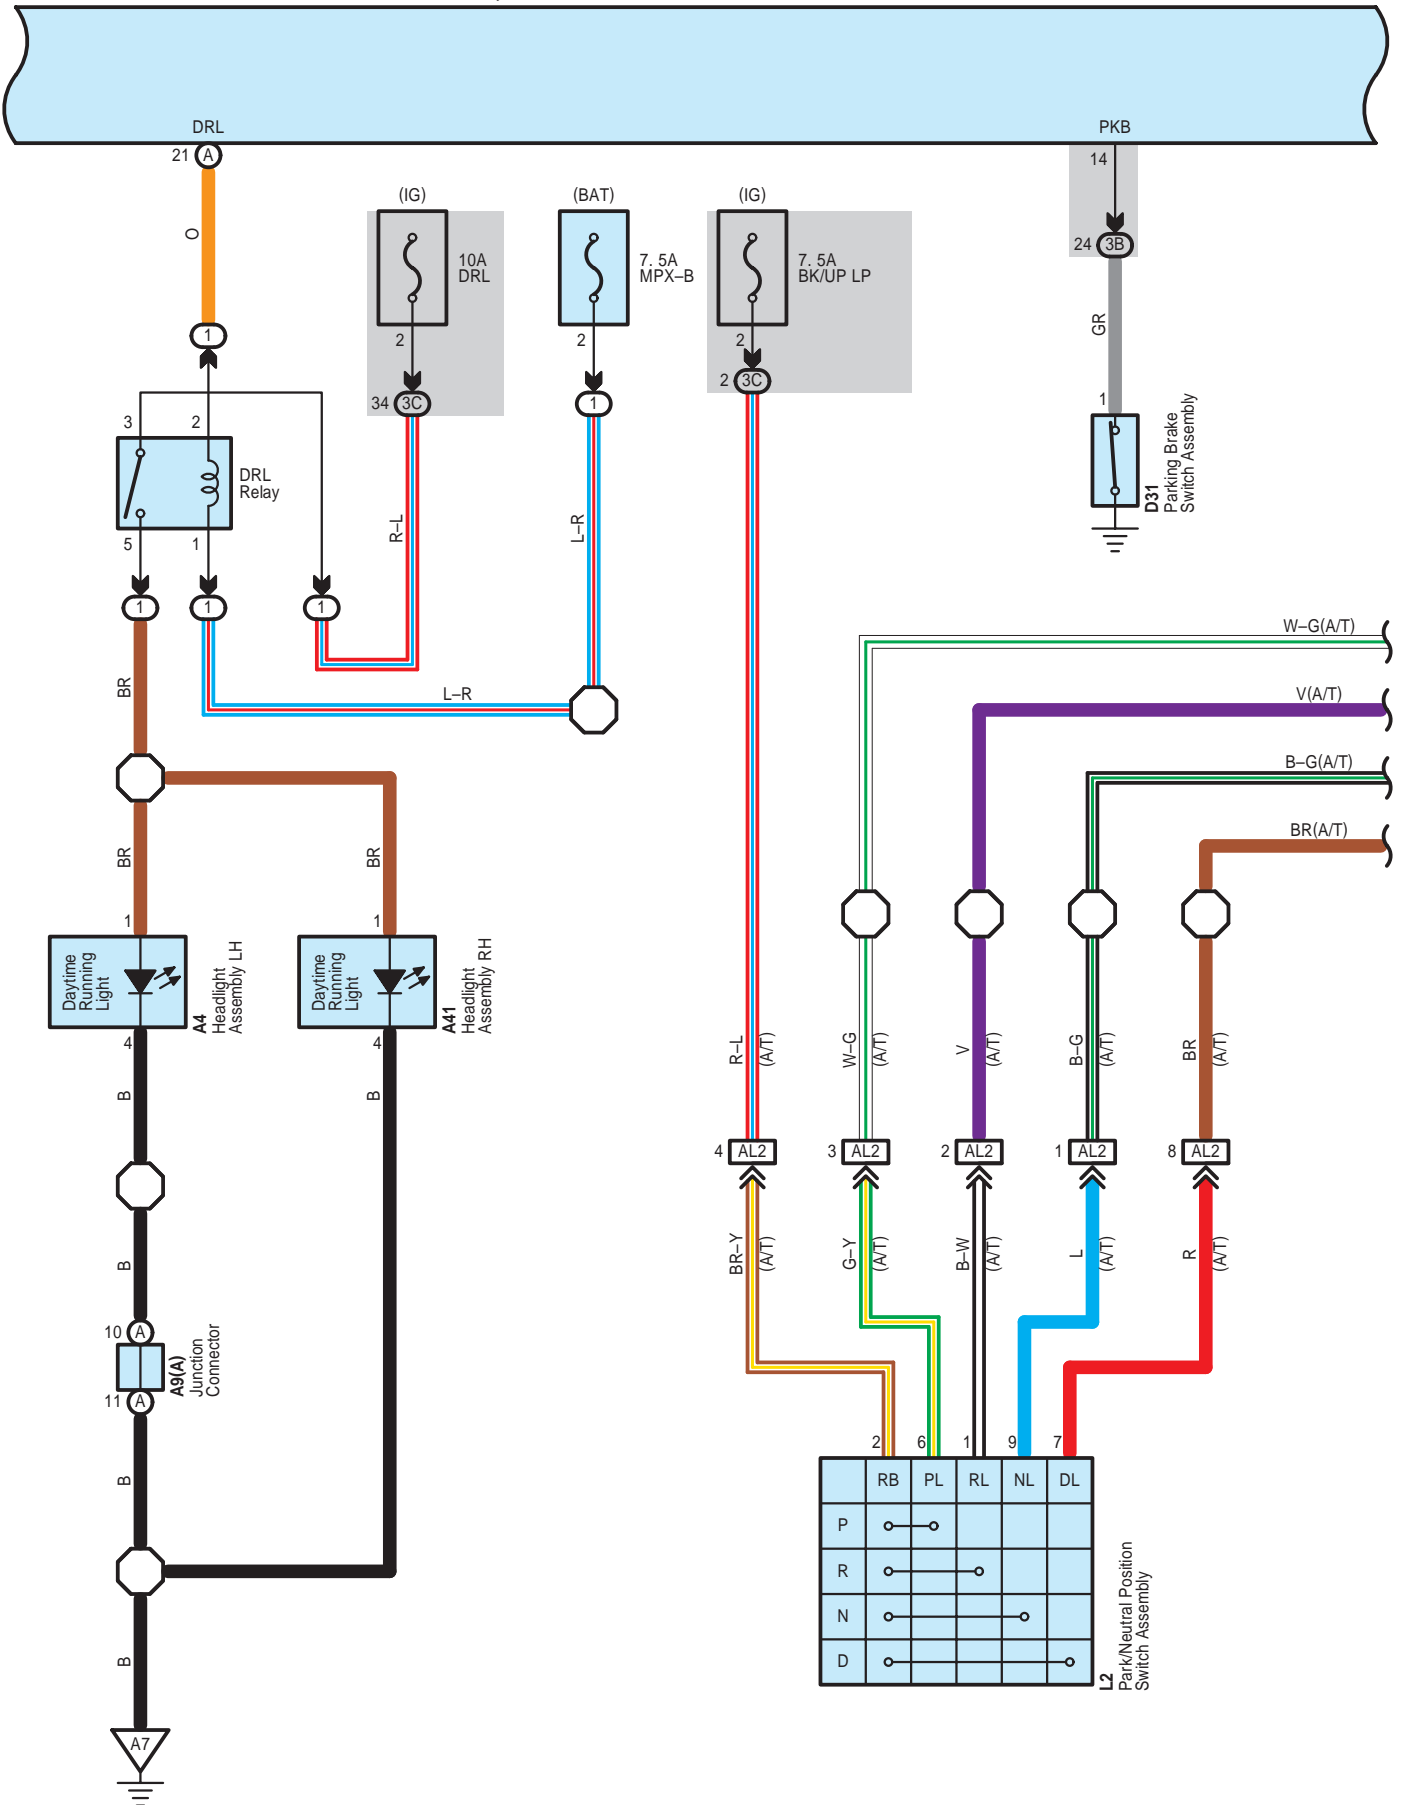 DRL
PKB
21
A
14
(IG)
(BAT)
(IG)
O
24
3B
10A
DRL
7. 5A
MPX–B
7. 5A
BK/UP LP
GR
1
2
2
2
2
3C
34
3C
1
1
3
2
DRL
Relay
Parking Brake
Switch Assembly
D31
R–L
L–R
5
1
1
1
1
W–G(A/T)
BR
L–R
V(A/T)
B–G(A/T)
BR(A/T)
BR
BR
1
1
Daytime
Running
Light
A4
Headlight
Assembly LH
Daytime
Running
Light
A41
Headlight
Assembly RH
4
4
R–L
(A/T)
W–G
(A/T)
V
(A/T)
B–G
(A/T)
BR
(A/T)
B
B
4
AL2
3
AL2
2
AL2
1
AL2
8
AL2
B
BR–Y
(A/T)
G–Y
(A/T)
B–W
(A/T)
L
(A/T)
R
(A/T)
10
A
A9(A)
Junction
Connector
11
A
2
6
1
9
7
B
RB
PL
RL
NL
DL
P
R
N
D
L2
Park/Neutral Position
Switch Assembly
B
A7